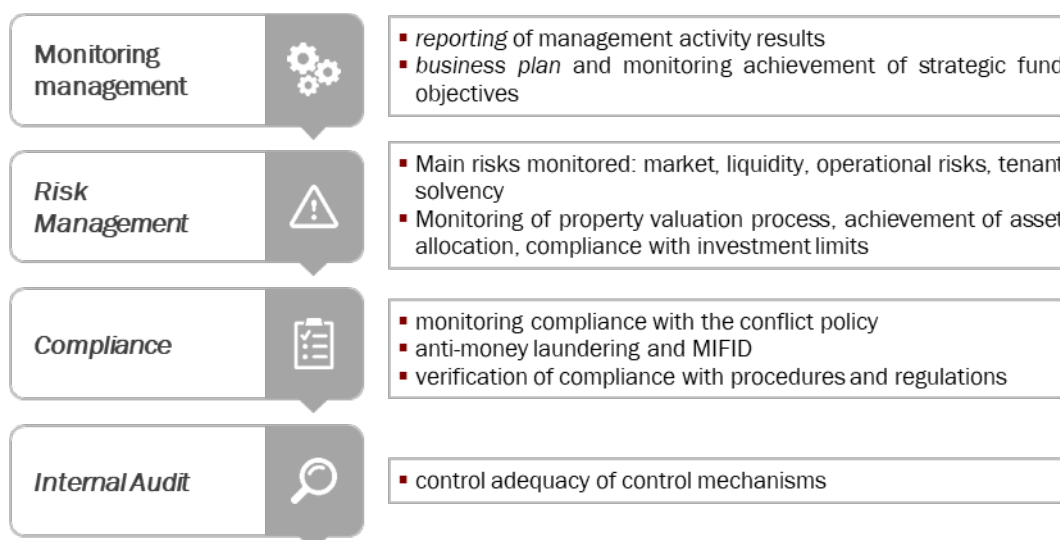 Monitoring
management
▪ reporting of management activity results
▪ business plan and monitoring achievement of strategic fund
objectives
Risk
Management
▪ Main risks monitored: market, liquidity, operational risks, tenant
solvency
▪ Monitoring of property valuation process, achievement of asset
allocation, compliance with investment limits
Compliance
▪ monitoring compliance with the conflict policy
▪ anti-money laundering and MIFID
▪ verification of compliance with procedures and regulations
Internal Audit
▪ control adequacy of control mechanisms